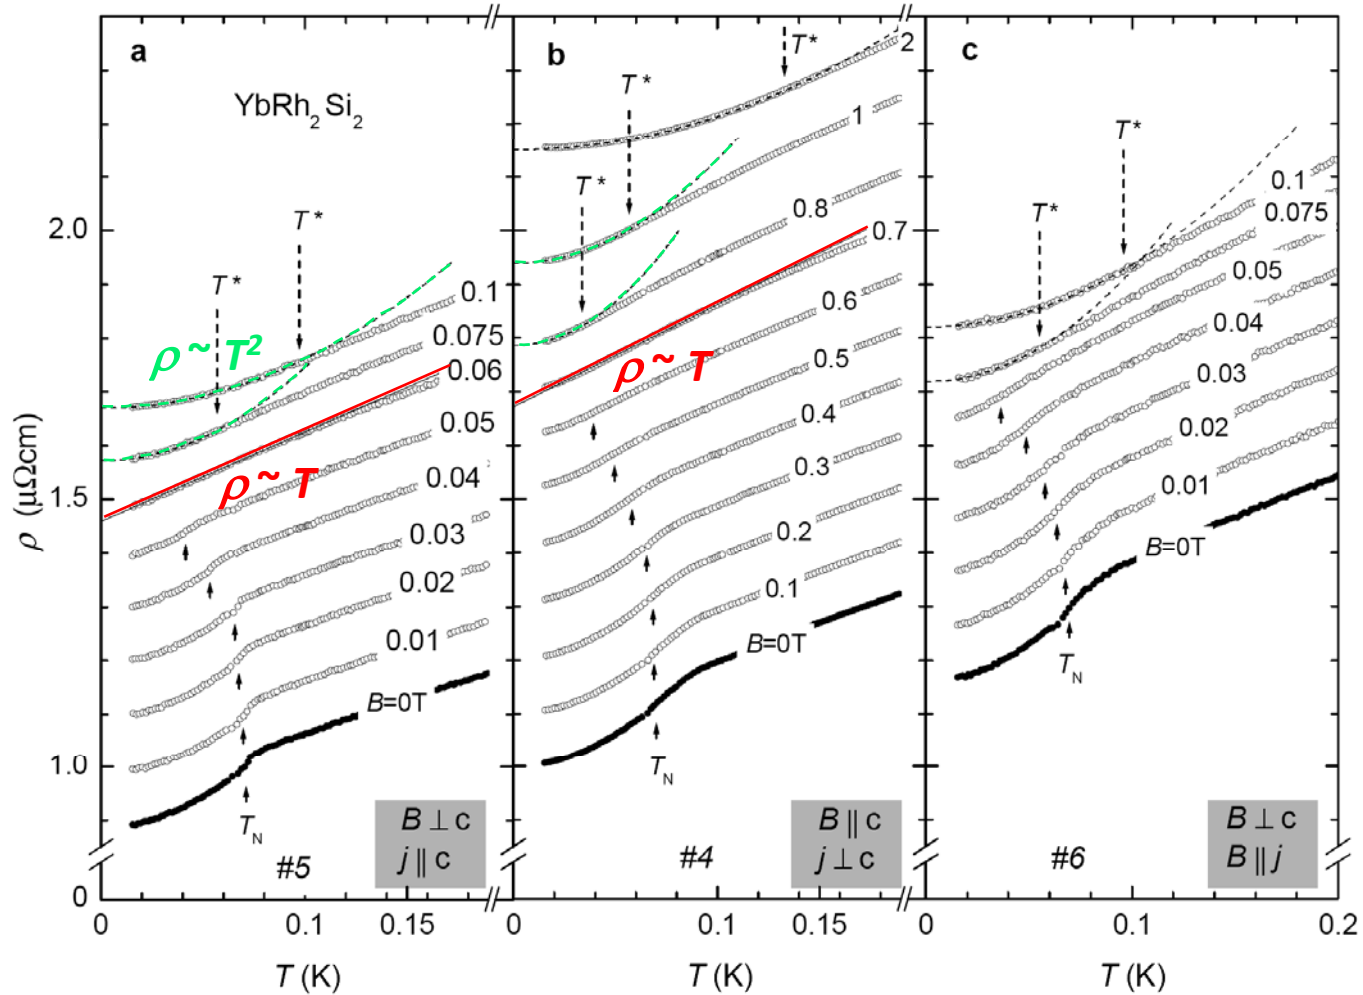 a
YbRh2Si2
T*
T*
ρ ~ T²
0.1
0.075
0.06
0.05
ρ ~ T
0.04
0.03
0.02
0.01
B=0T
TN
B ⊥ c
j ∥ c
#5
b
T*
T*
T*
2
1
0.8
0.7
ρ ~ T
0.6
0.5
0.4
0.3
0.2
0.1
B=0T
TN
B ∥ c
j ⊥ c
#4
c
T*
T*
0.1
0.075
0.05
0.04
0.03
0.02
0.01
B=0T
TN
B ⊥ c
B ∥ j
#6
2.0
1.5
1.0
0
ρ (μΩcm)
0 0.1 0 0.1 0 0.1 0.2
T (K) T (K) T (K)